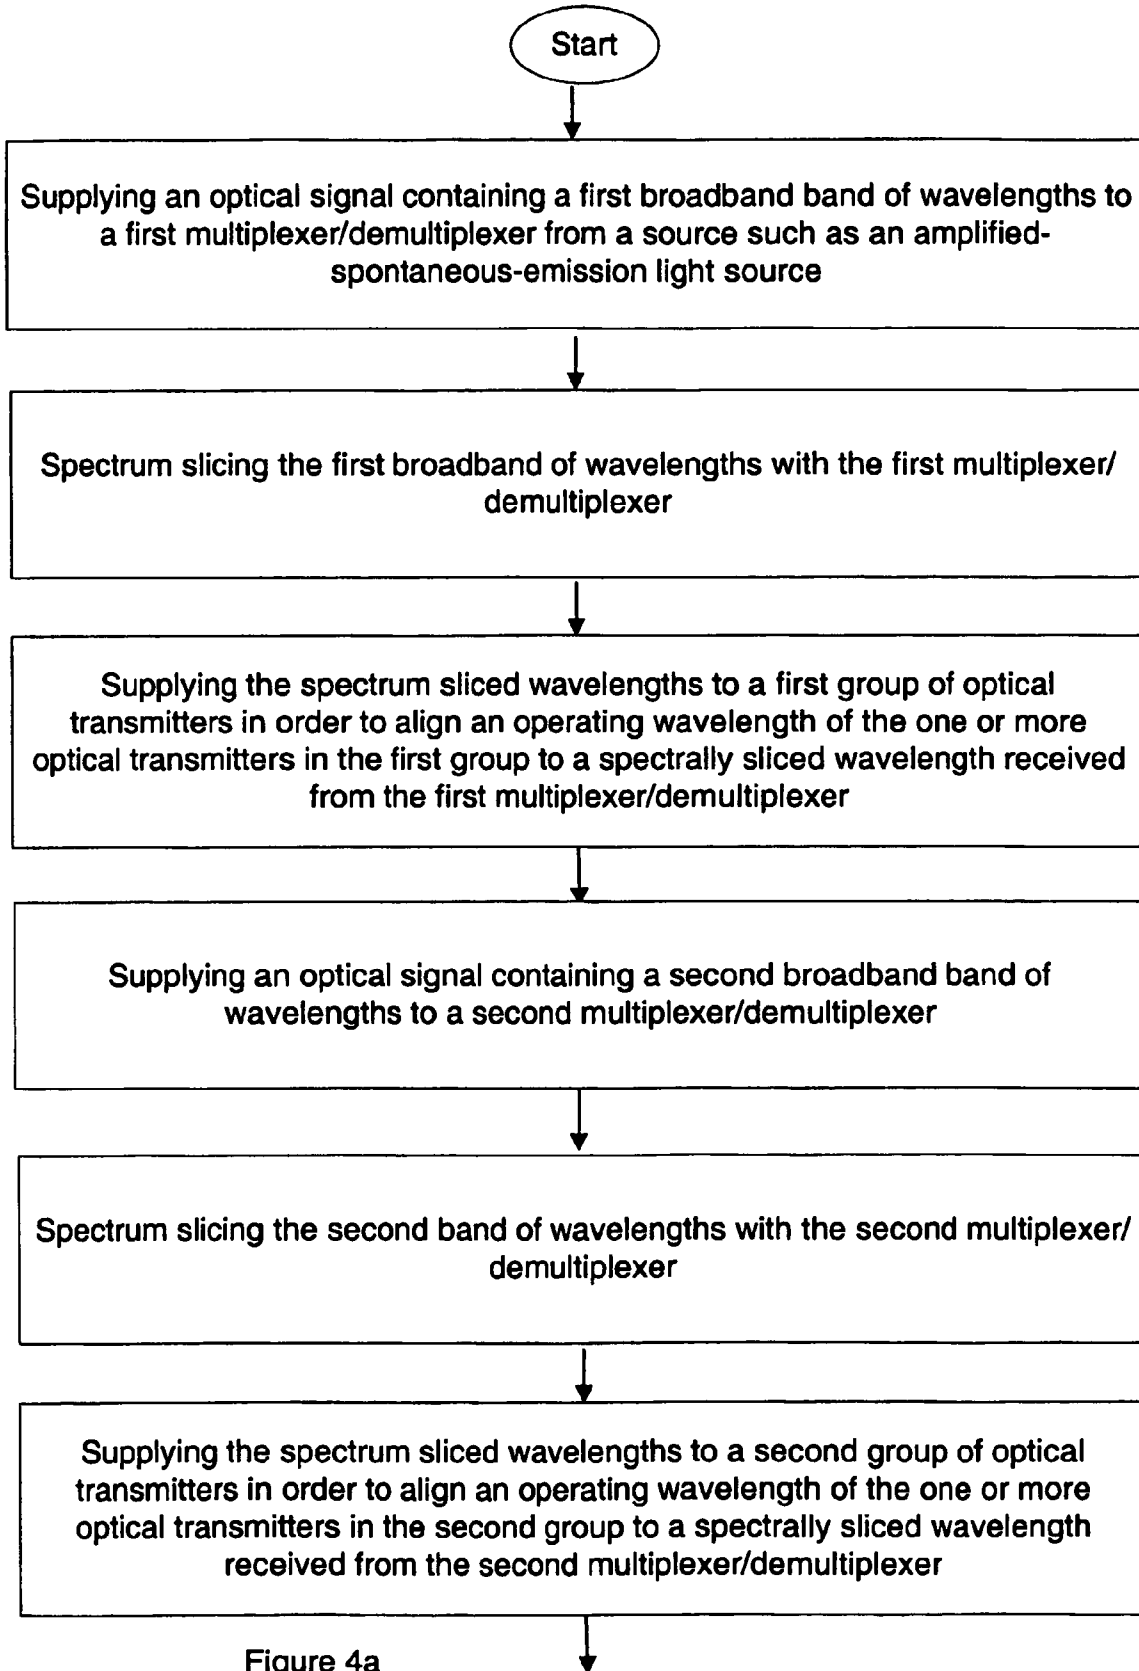 Start
Supplying an optical signal containing a first broadband band of wavelengths to
a first multiplexer/demultiplexer from a source such as an amplified-
spontaneous-emission light source
Spectrum slicing the first broadband of wavelengths with the first multiplexer/
demultiplexer
Supplying the spectrum sliced wavelengths to a first group of optical
transmitters in order to align an operating wavelength of the one or more
optical transmitters in the first group to a spectrally sliced wavelength received
from the first multiplexer/demultiplexer
Supplying an optical signal containing a second broadband band of
wavelengths to a second multiplexer/demultiplexer
Spectrum slicing the second band of wavelengths with the second multiplexer/
demultiplexer
Supplying the spectrum sliced wavelengths to a second group of optical
transmitters in order to align an operating wavelength of the one or more
optical transmitters in the second group to a spectrally sliced wavelength
received from the second multiplexer/demultiplexer
Figure 4a